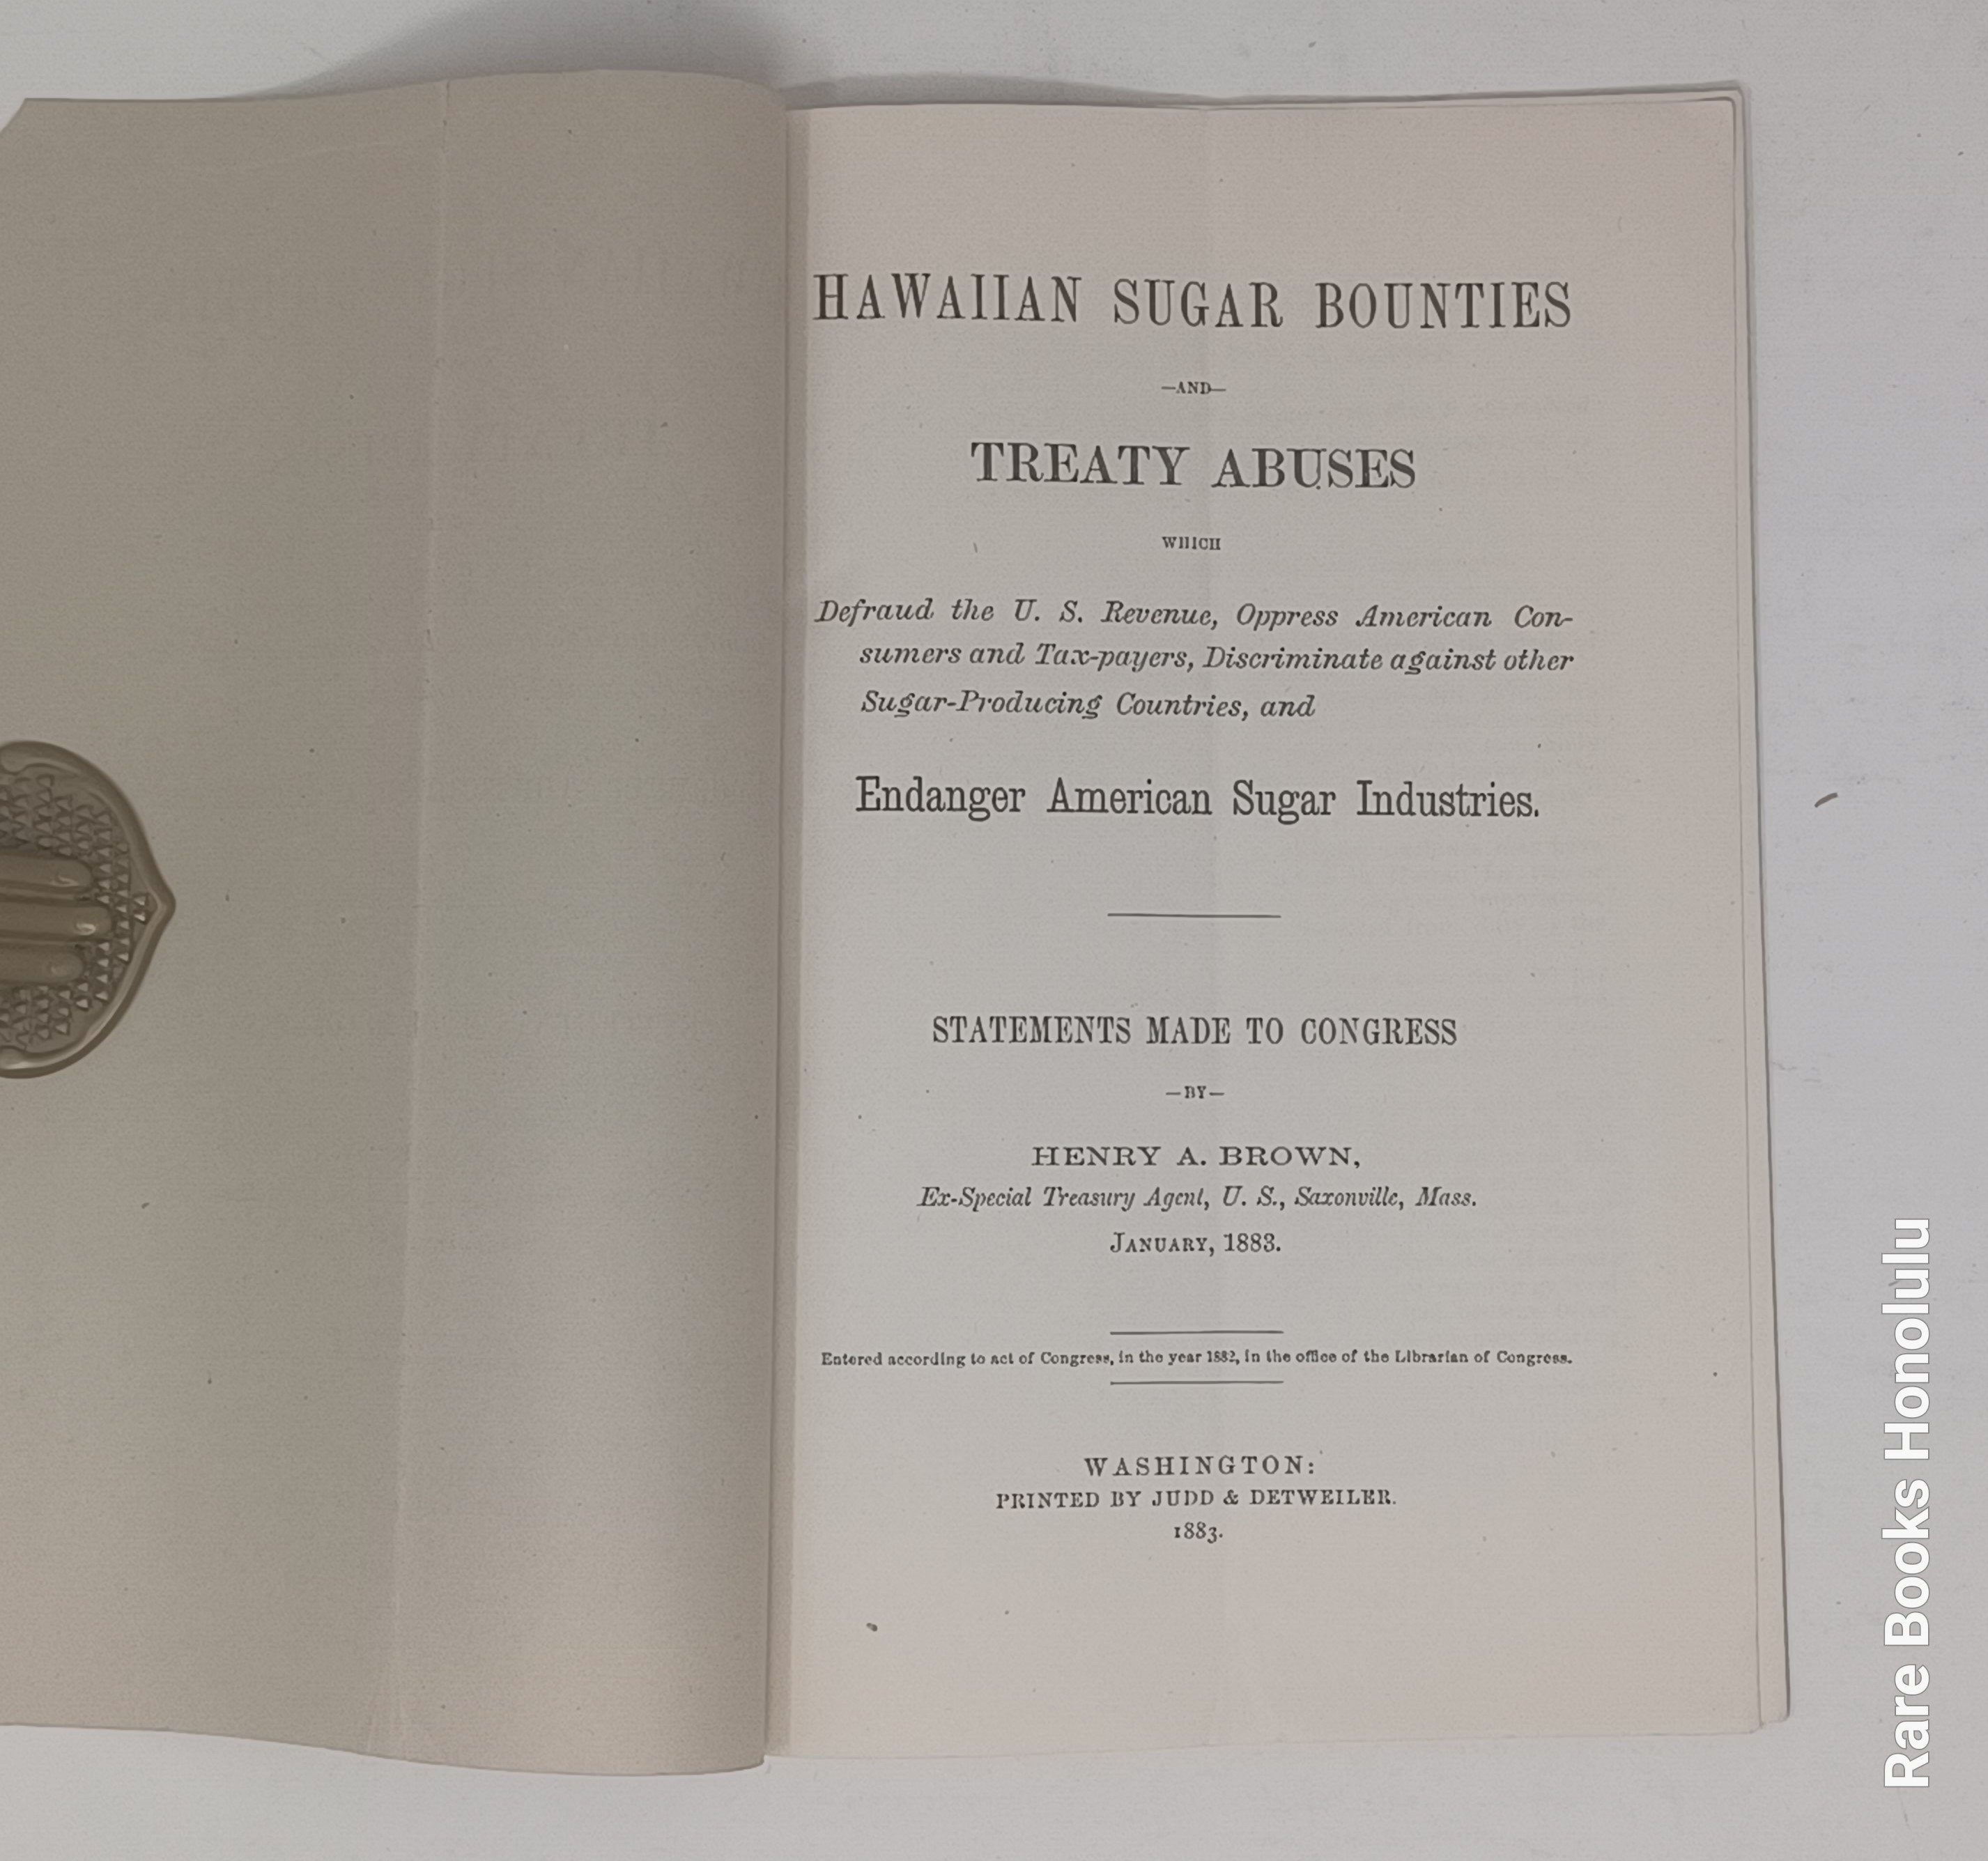 HAWAIIAN SUGAR BOUNTIES
—AND—
TREATY ABUSES
WHICH
Defraud the U. S. Revenue, Oppress American Con-
sumers and Tax-payers, Discriminate against other
Sugar-Producing Countries, and
Endanger American Sugar Industries.
STATEMENTS MADE TO CONGRESS
—BY—
HENRY A. BROWN,
Ex-Special Treasury Agent, U. S., Saxonville, Mass.
JANUARY, 1883.
Entered according to act of Congress, in the year 1882, in the office of the Librarian of Congress.
WASHINGTON:
PRINTED BY JUDD & DETWEILER.
1883.
Rare Books Honolulu